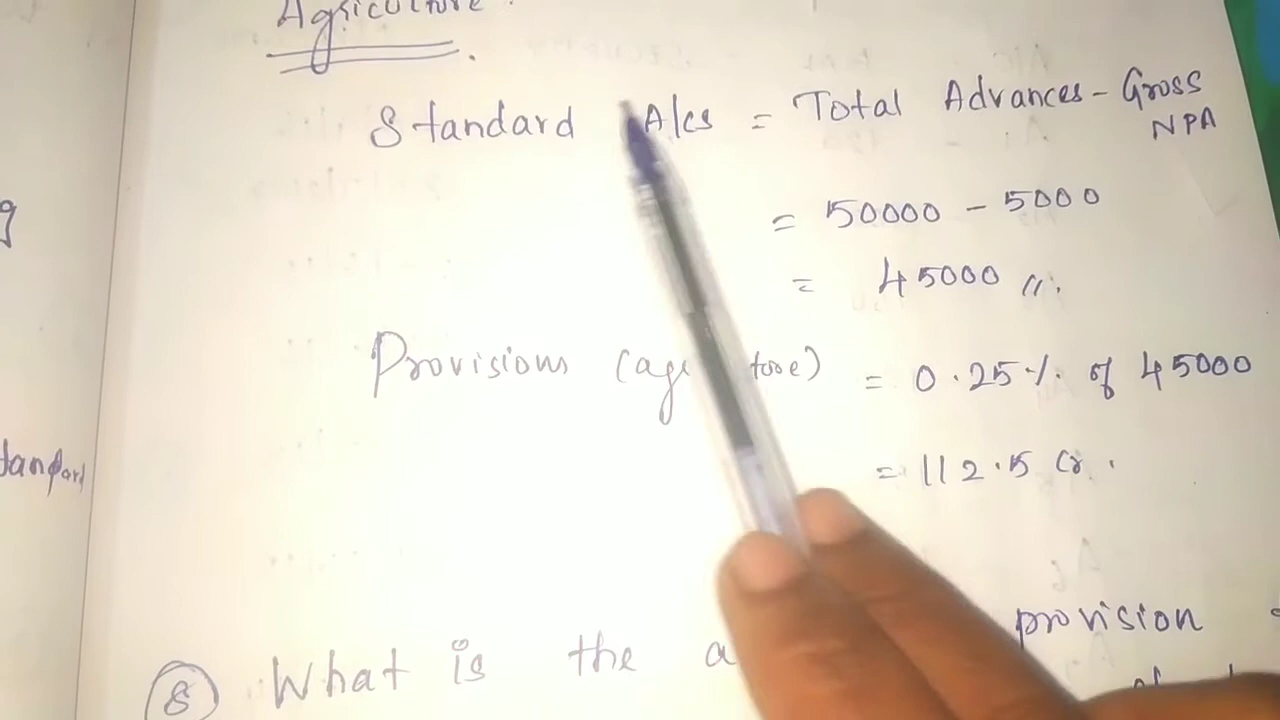 Agriculture.
Standard A/cs = Total Advances - Gross NPA
= 50000 - 5000
= 45000 //.
Provisions = 0.25 % of 45000
= 112.5 Cr.
8 What is the provision